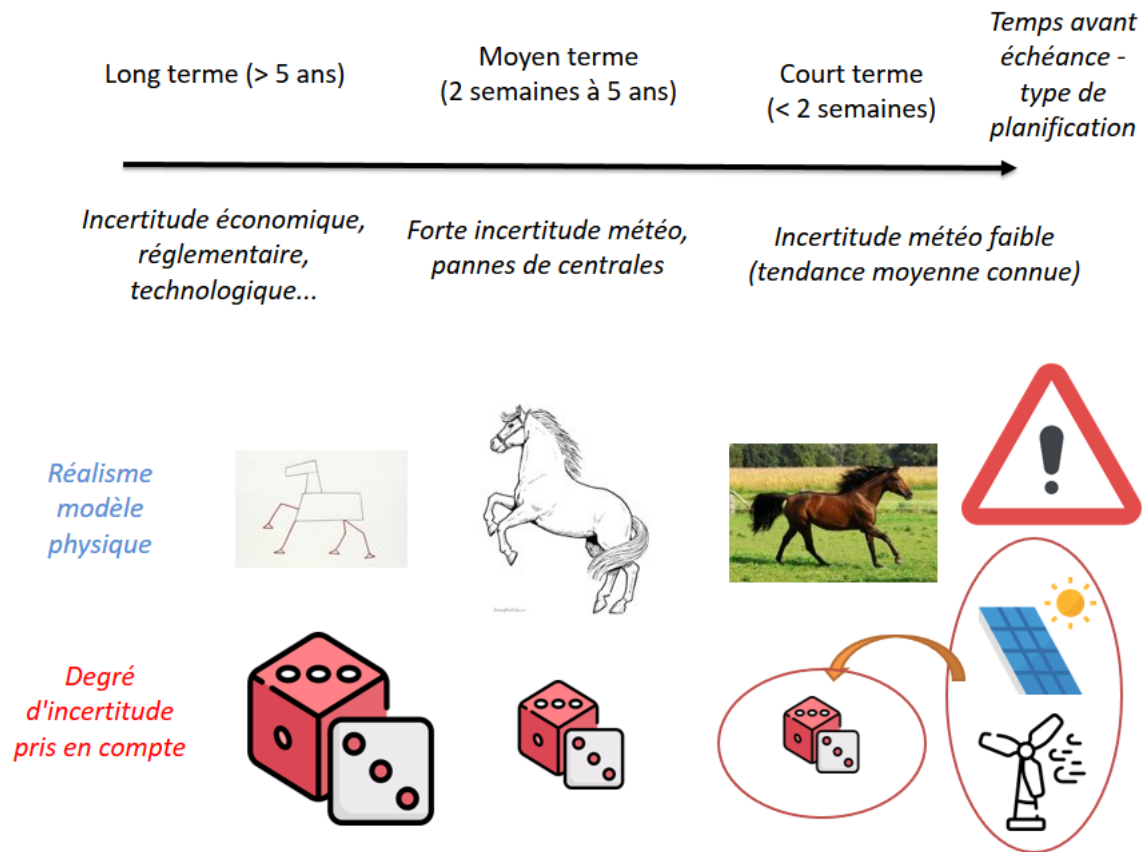 Temps avant
échéance -
type de
planification
Long terme (> 5 ans)
Moyen terme
(2 semaines à 5 ans)
Court terme
(< 2 semaines)
Incertitude économique,
réglementaire,
technologique...
Forte incertitude météo,
pannes de centrales
Incertitude météo faible
(tendance moyenne connue)
Réalisme
modèle
physique
Degré
d'incertitude
pris en compte